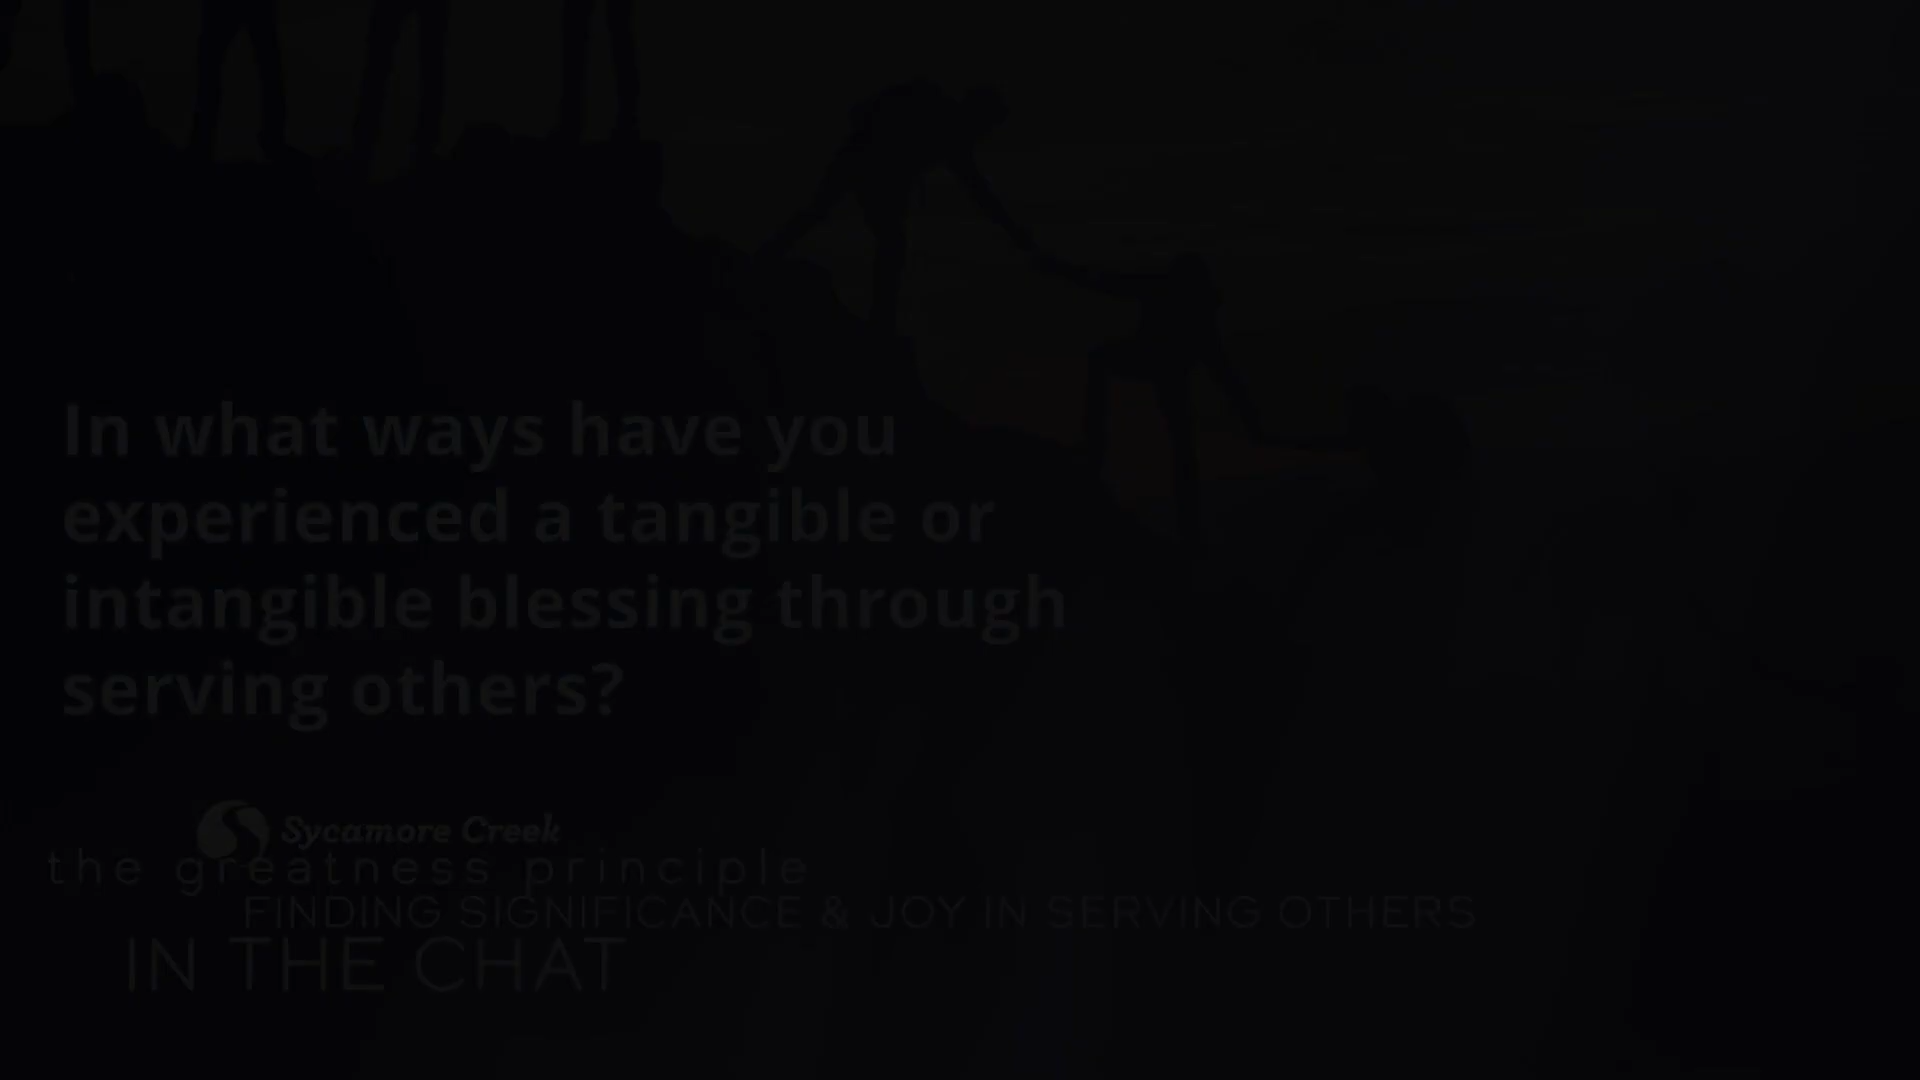 In what ways have you
experienced a tangible or
intangible blessing through
serving others?
Sycamore Creek
the greatness principle
FINDING SIGNIFICANCE & JOY IN SERVING OTHERS
IN THE CHAT